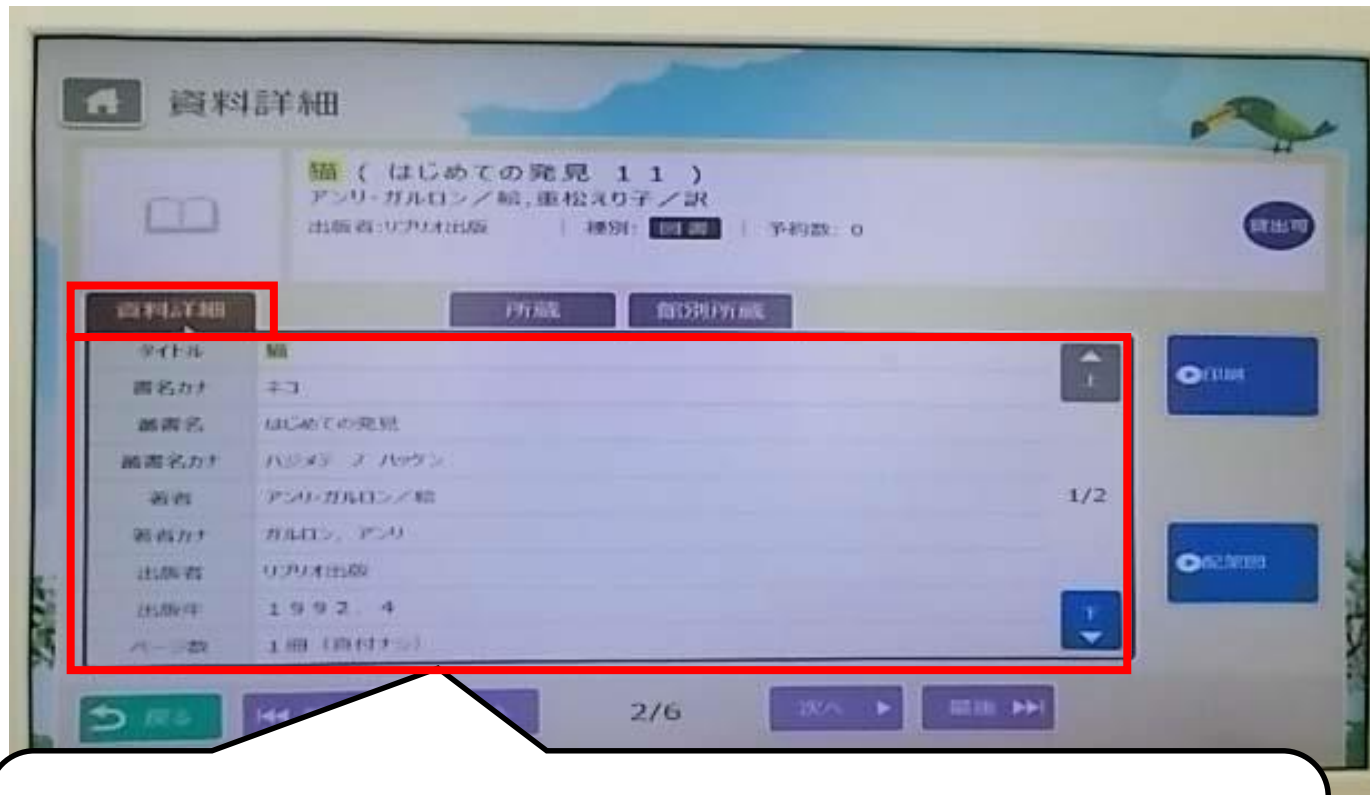 資料詳細
猫 ( はじめての発見 11 )
アンリ・ガルロン/絵,重松えり子/訳
出版者:リブリオ出版 | 種別: 図書 | 予約数: 0
貸出可
資料詳細 所蔵 館別所蔵
タイトル 猫
書名カナ ネコ
叢書名 はじめての発見
叢書名カナ ハジメテ ノ ハッケン
著者 アンリ・ガルロン/絵
著者カナ ガルロン, アンリ
出版者 リブリオ出版
出版年 1992.4
ページ数 1冊(頁付ナシ)
上
1/2
下
印刷
配架図
戻る 2/6 次へ 最後